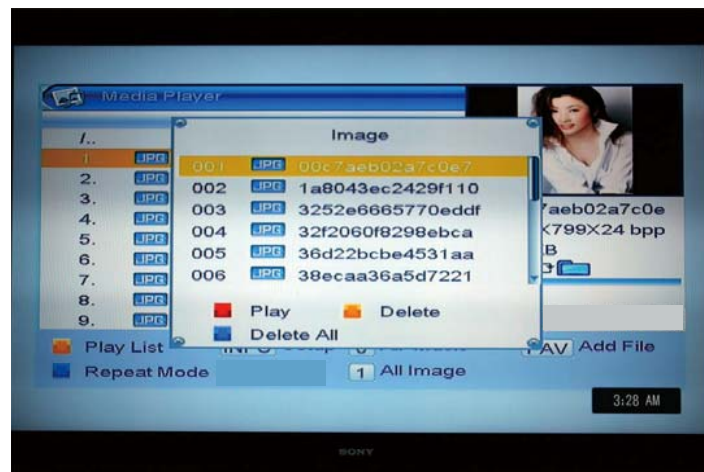 Media Player
/..
1. JPG
2. JPG
3. JPG
4. JPG
5. JPG
6. JPG
7. JPG
8. JPG
9. JPG
Image
001 JPG 00c7aeb02a7c0e7
002 JPG 1a8043ec2429f110
003 JPG 3252e6665770eddf
004 JPG 32f2060f8298ebca
005 JPG 36d22bcbe4531aa
006 JPG 38ecaa36a5d7221
Play Delete
Delete All
7aeb02a7c0e
X799X24 bpp
Play List
Add File
Repeat Mode 1 All Image
3:28 AM
SONY